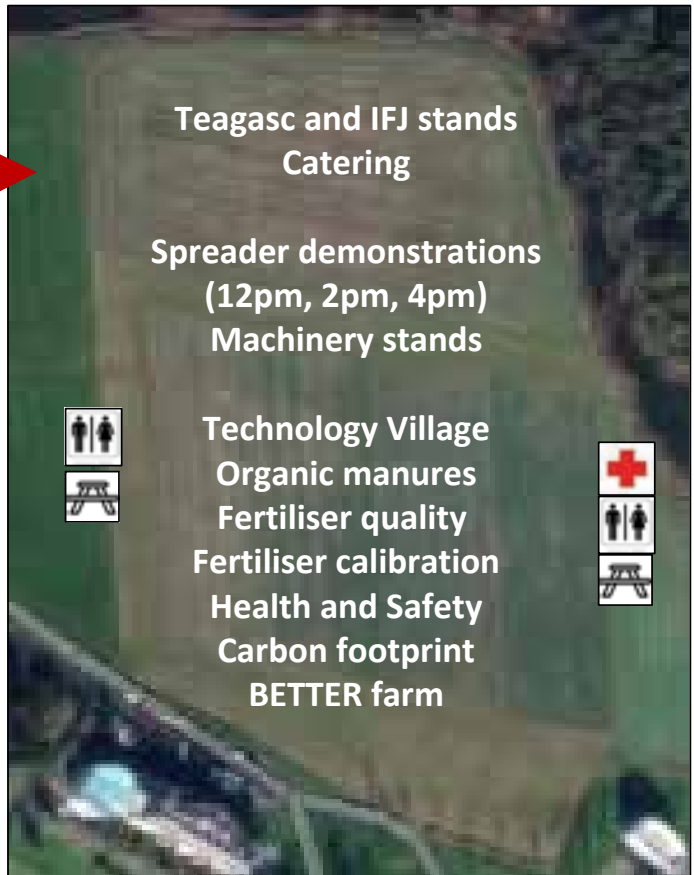 Teagasc and IFJ stands
Catering
Spreader demonstrations
(12pm, 2pm, 4pm)
Machinery stands
Technology Village
Organic manures
Fertiliser quality
Fertiliser calibration
Health and Safety
Carbon footprint
BETTER farm